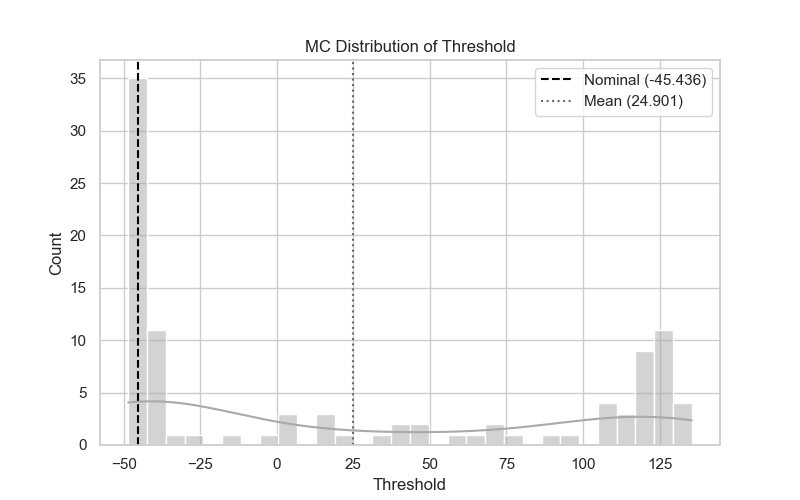 MC Distribution of Threshold
Nominal (-45.436)
Mean (24.901)
Count
35
30
25
20
15
10
5
0
−50 −25 0 25 50 75 100 125
Threshold